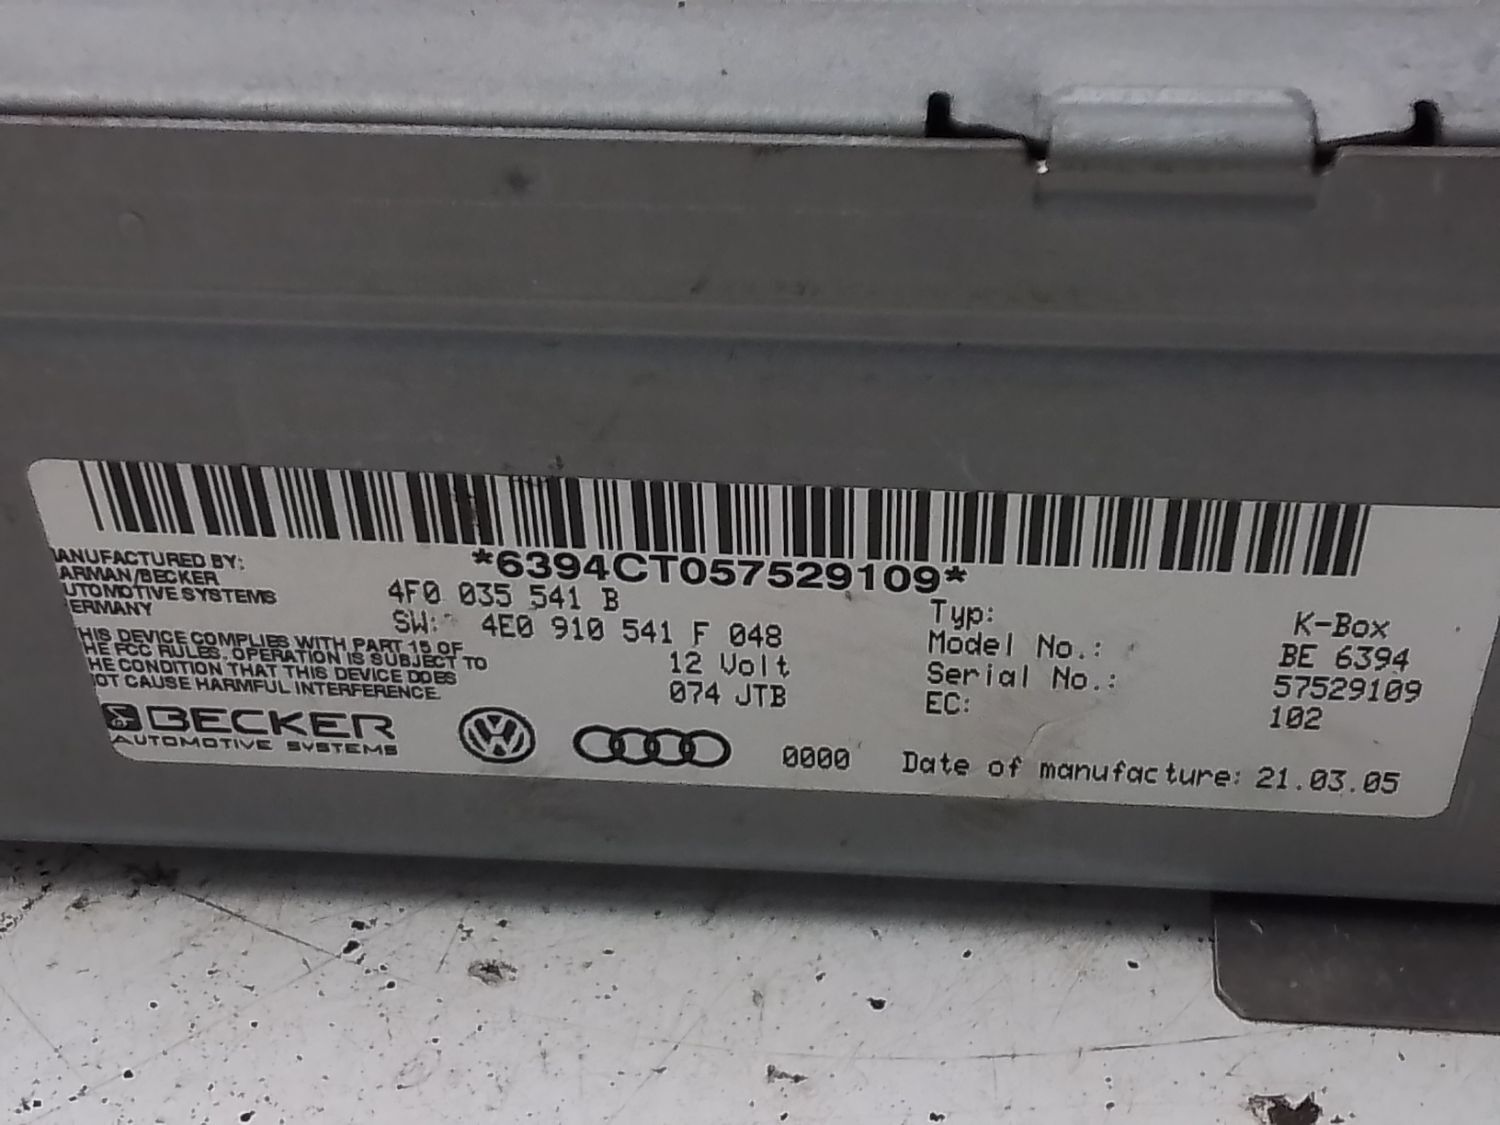 *6394CT057529109*
ANUFACTURED BY:
ARMAN/BECKER
UTOMOTIVE SYSTEMS
ERMANY
4F0 035 541 B
SW: 4E0 910 541 F 048
12 Volt
074 JTB
HIS DEVICE COMPLIES WITH PART 15 OF
HE FCC RULES. OPERATION IS SUBJECT TO
HE CONDITION THAT THIS DEVICE DOES
OT CAUSE HARMFUL INTERFERENCE.
Typ: K-Box
Model No.: BE 6394
Serial No.: 57529109
EC: 102
BECKER
AUTOMOTIVE SYSTEMS
0000
Date of manufacture: 21.03.05